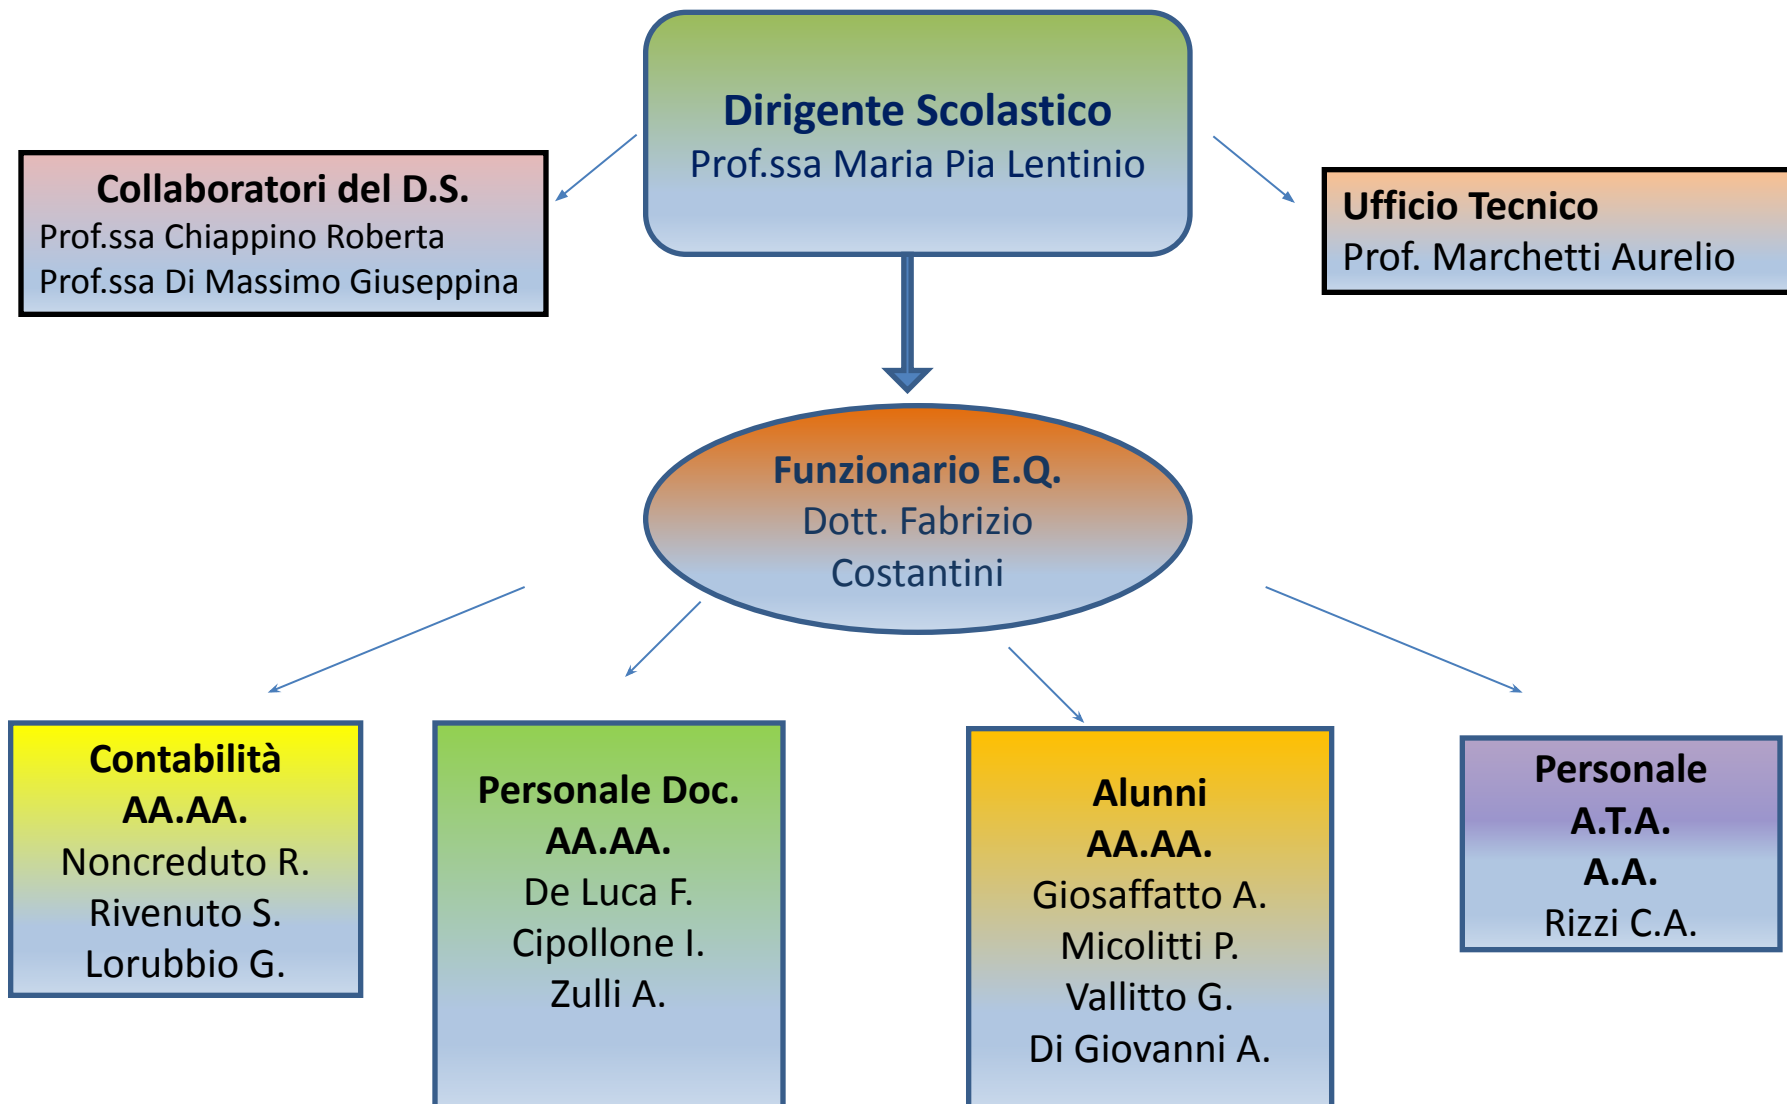 Dirigente Scolastico
Prof.ssa Maria Pia Lentinio
Collaboratori del D.S.
Prof.ssa Chiappino Roberta
Prof.ssa Di Massimo Giuseppina
Ufficio Tecnico
Prof. Marchetti Aurelio
Funzionario E.Q.
Dott. Fabrizio
Costantini
Contabilità
AA.AA.
Noncreduto R.
Rivenuto S.
Lorubbio G.
Personale Doc.
AA.AA.
De Luca F.
Cipollone I.
Zulli A.
Alunni
AA.AA.
Giosaffatto A.
Micolitti P.
Vallitto G.
Di Giovanni A.
Personale
A.T.A.
A.A.
Rizzi C.A.